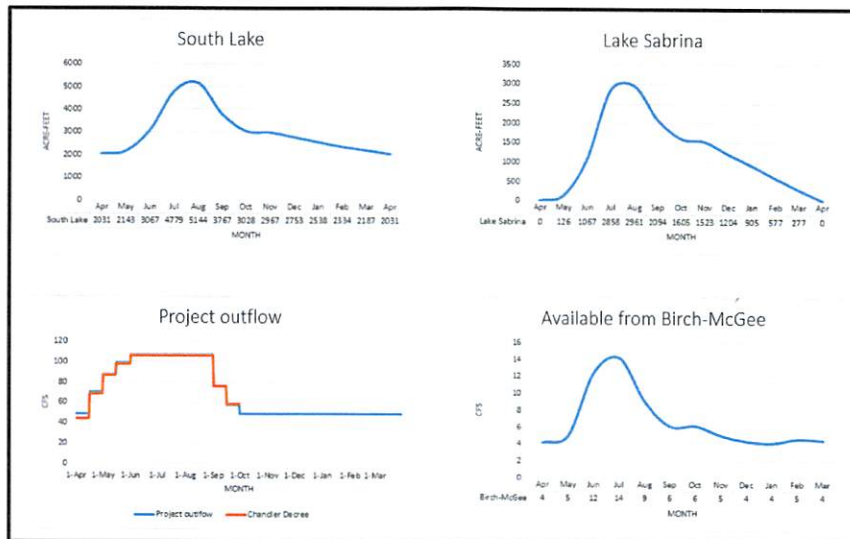 South Lake
ACRE-FEET
6000
5000
4000
3000
2000
1000
0
Apr May Jun Jul Aug Sep Oct Nov Dec Jan Feb Mar Apr
South Lake 2031 2143 3067 4779 5144 3767 3028 2967 2753 2538 2334 2187 2031
MONTH
Lake Sabrina
ACRE-FEET
3500
3000
2500
2000
1500
1000
500
0
Apr May Jun Jul Aug Sep Oct Nov Dec Jan Feb Mar Apr
Lake Sabrina 0 126 1067 2858 2961 2094 1605 1523 1204 905 577 277 0
MONTH
Project outflow
CFS
120
100
80
60
40
20
0
1-Apr 1-May 1-Jun 1-Jul 1-Aug 1-Sep 1-Oct 1-Nov 1-Dec 1-Jan 1-Feb 1-Mar
MONTH
Project outflow Chandler Decree
Available from Birch-McGee
CFS
16
14
12
10
8
6
4
2
0
Apr May Jun Jul Aug Sep Oct Nov Dec Jan Feb Mar
Birch-McGee 4 5 12 14 9 6 6 5 4 4 5 4
MONTH